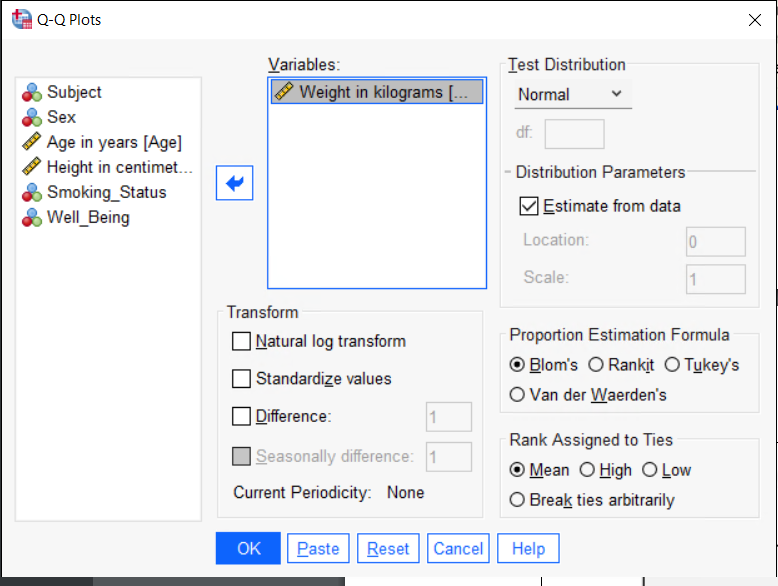 Q-Q Plots
Subject
Sex
Age in years [Age]
Height in centimet...
Smoking_Status
Well_Being
Variables:
Weight in kilograms [...
Transform
Natural log transform
Standardize values
Difference: 1
Seasonally difference: 1
Current Periodicity: None
Test Distribution
Normal
df:
Distribution Parameters
Estimate from data
Location: 0
Scale: 1
Proportion Estimation Formula
Blom's Rankit Tukey's
Van der Waerden's
Rank Assigned to Ties
Mean High Low
Break ties arbitrarily
OK Paste Reset Cancel Help